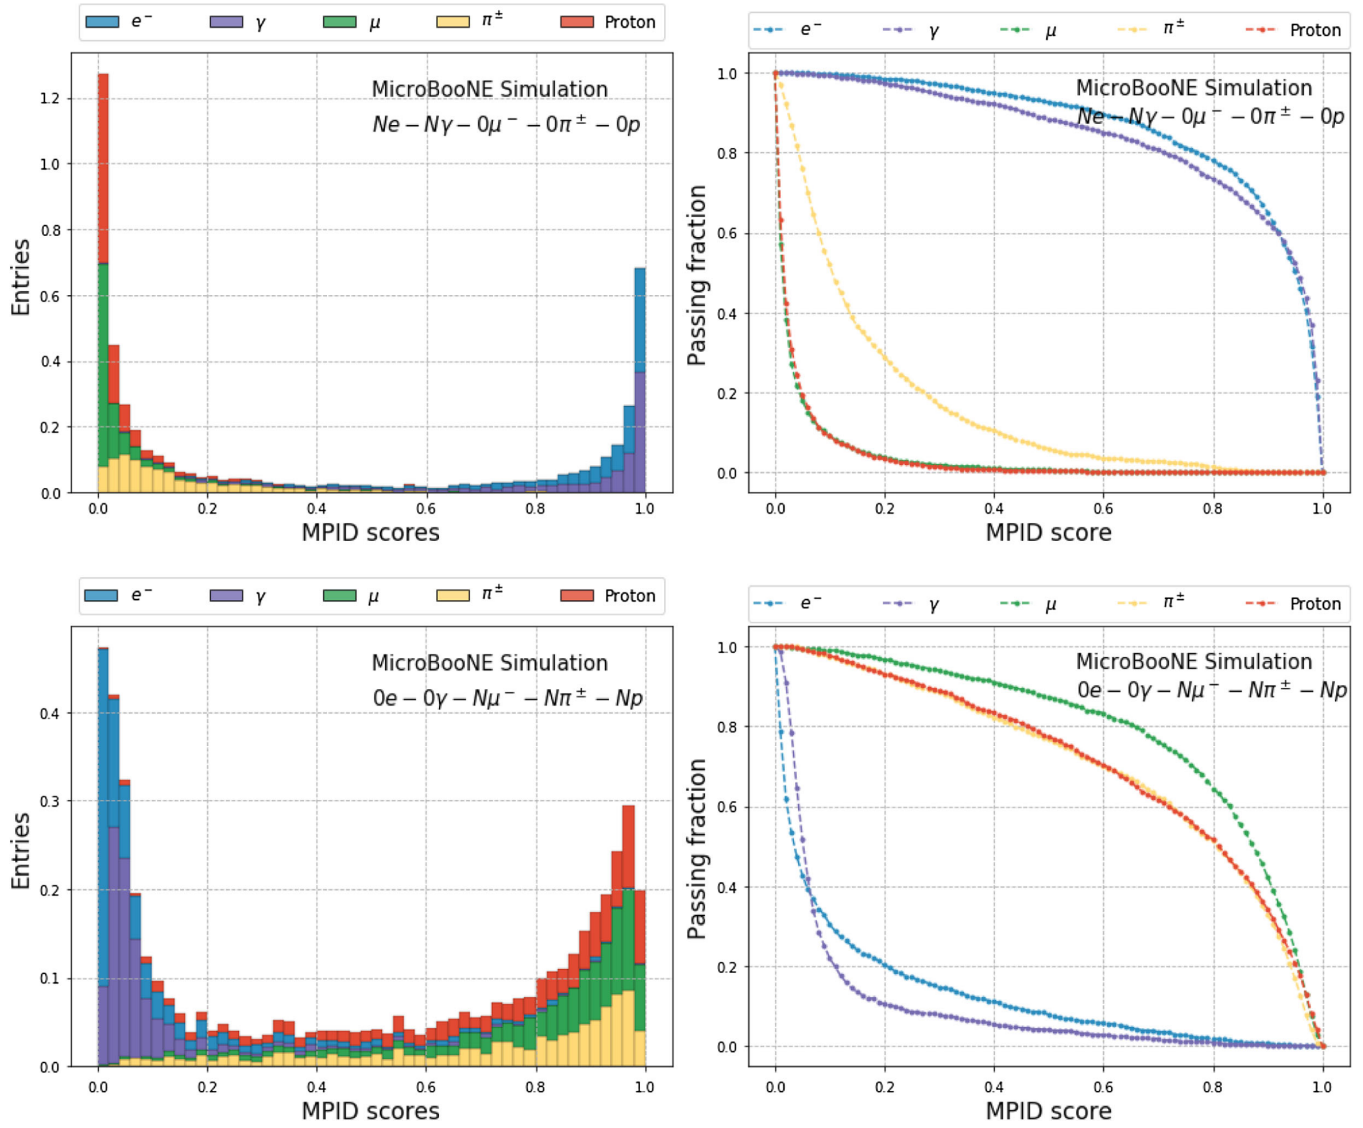 e⁻ γ μ π± Proton
MicroBooNE Simulation
Ne − Nγ − 0μ⁻ − 0π± − 0p
Entries
1.2
1.0
0.8
0.6
0.4
0.2
0.0
0.0 0.2 0.4 0.6 0.8 1.0
MPID scores
e⁻ γ μ π± Proton
MicroBooNE Simulation
Ne − Nγ − 0μ⁻ − 0π± − 0p
Passing fraction
1.0
0.8
0.6
0.4
0.2
0.0
0.0 0.2 0.4 0.6 0.8 1.0
MPID score
e⁻ γ μ π± Proton
MicroBooNE Simulation
0e − 0γ − Nμ⁻ − Nπ± − Np
Entries
0.4
0.3
0.2
0.1
0.0
0.0 0.2 0.4 0.6 0.8 1.0
MPID scores
e⁻ γ μ π± Proton
MicroBooNE Simulation
0e − 0γ − Nμ⁻ − Nπ± − Np
Passing fraction
1.0
0.8
0.6
0.4
0.2
0.0
0.0 0.2 0.4 0.6 0.8 1.0
MPID score